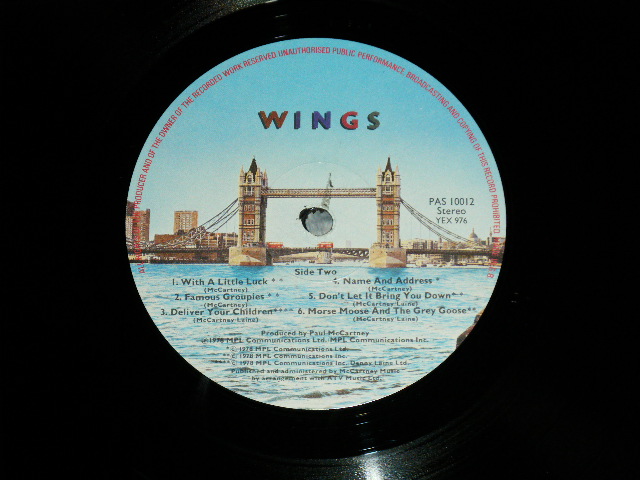 PRODUCER AND OF THE OWNER OF THE RECORDED WORK RESERVED UNAUTHORISED PUBLIC PERFORMANCE, BROADCASTING AND COPYING OF THIS RECORD PROHIBITED
WINGS
PAS 10012
Stereo
YEX 976
Side Two
1. With A Little Luck * *
(McCartney)
2. Famous Groupies * *
(McCartney)
3. Deliver Your Children****
(McCartney Laine)
4. Name And Address *
(McCartney)
5. Don't Let It Bring You Down**
(McCartney Laine)
6. Morse Moose And The Grey Goose**
(McCartney Laine)
Produced by Paul McCartney
℗1978 MPL Communications Ltd. MPL Communications Inc.
*© 1978 MPL Communications Ltd.
**© 1978 MPL Communications Inc.
****© 1978 MPL Communications Inc. Denny Laine Ltd.
Published and administered by McCartney Music
by arrangement with ATV Music Ltd.